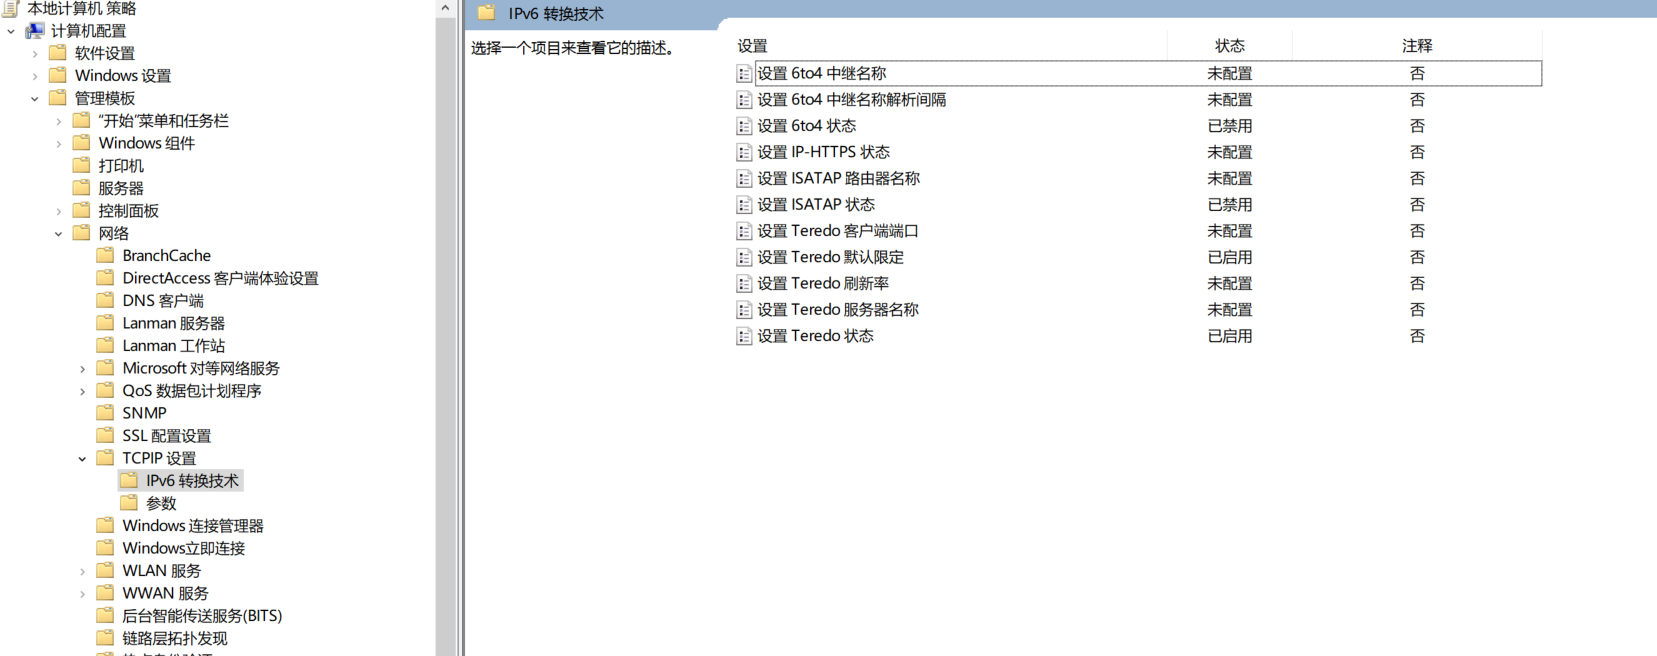 本地计算机 策略
计算机配置
软件设置
Windows 设置
管理模板
“开始”菜单和任务栏
Windows 组件
打印机
服务器
控制面板
网络
BranchCache
DirectAccess 客户端体验设置
DNS 客户端
Lanman 服务器
Lanman 工作站
Microsoft 对等网络服务
QoS 数据包计划程序
SNMP
SSL 配置设置
TCPIP 设置
IPv6 转换技术
参数
Windows 连接管理器
Windows立即连接
WLAN 服务
WWAN 服务
后台智能传送服务(BITS)
链路层拓扑发现
IPv6 转换技术
选择一个项目来查看它的描述。
设置 状态 注释
设置 6to4 中继名称 未配置 否
设置 6to4 中继名称解析间隔 未配置 否
设置 6to4 状态 已禁用 否
设置 IP-HTTPS 状态 未配置 否
设置 ISATAP 路由器名称 未配置 否
设置 ISATAP 状态 已禁用 否
设置 Teredo 客户端端口 未配置 否
设置 Teredo 默认限定 已启用 否
设置 Teredo 刷新率 未配置 否
设置 Teredo 服务器名称 未配置 否
设置 Teredo 状态 已启用 否